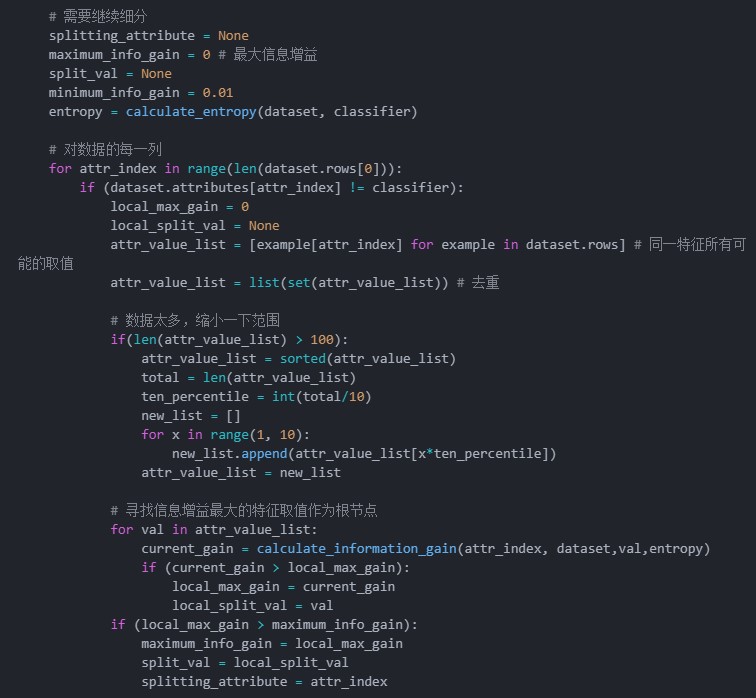 # 需要继续细分
splitting_attribute = None
maximum_info_gain = 0 # 最大信息增益
split_val = None
minimum_info_gain = 0.01
entropy = calculate_entropy(dataset, classifier)
# 对数据的每一列
for attr_index in range(len(dataset.rows[0])):
if (dataset.attributes[attr_index] != classifier):
local_max_gain = 0
local_split_val = None
attr_value_list = [example[attr_index] for example in dataset.rows] # 同一特征所有可
能的取值
attr_value_list = list(set(attr_value_list)) # 去重
# 数据太多，缩小一下范围
if(len(attr_value_list) > 100):
attr_value_list = sorted(attr_value_list)
total = len(attr_value_list)
ten_percentile = int(total/10)
new_list = []
for x in range(1, 10):
new_list.append(attr_value_list[x*ten_percentile])
attr_value_list = new_list
# 寻找信息增益最大的特征取值作为根节点
for val in attr_value_list:
current_gain = calculate_information_gain(attr_index, dataset,val,entropy)
if (current_gain > local_max_gain):
local_max_gain = current_gain
local_split_val = val
if (local_max_gain > maximum_info_gain):
maximum_info_gain = local_max_gain
split_val = local_split_val
splitting_attribute = attr_index